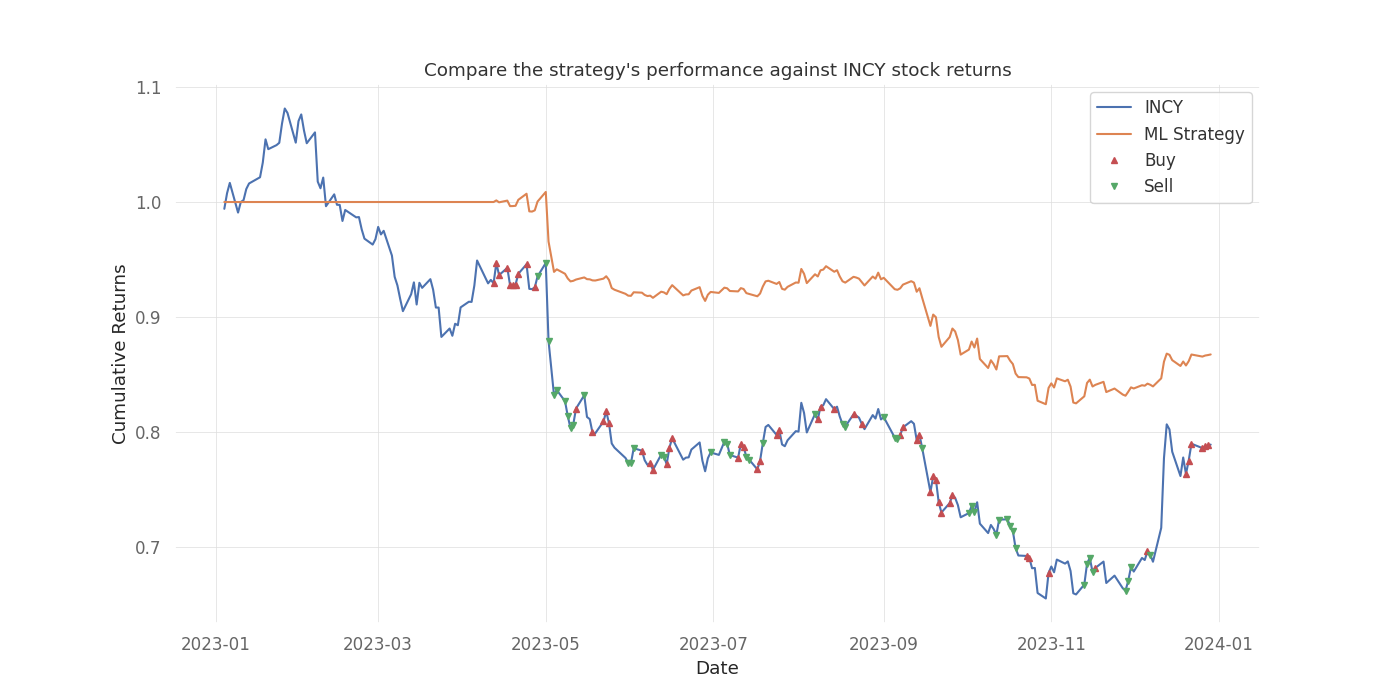 Compare the strategy's performance against INCY stock returns
1.1
1.0
0.9
0.8
0.7
Cumulative Returns
INCY
ML Strategy
Buy
Sell
2023-01
2023-03
2023-05
2023-07
2023-09
2023-11
2024-01
Date